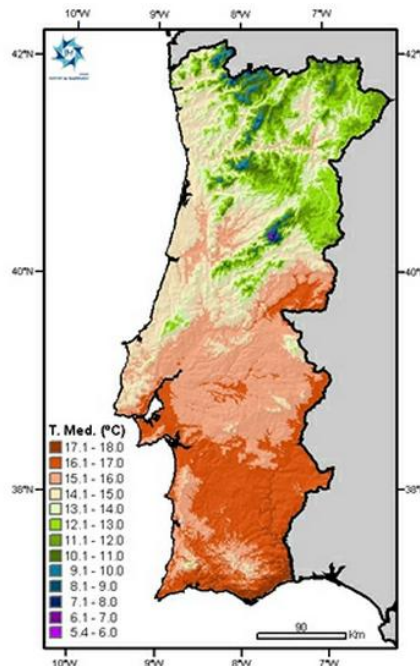 10°W 9°W 8°W 7°W
42°N 42°N
40°N 40°N
T. Med. (°C)
17.1 - 18.0
16.1 - 17.0
15.1 - 16.0
14.1 - 15.0
13.1 - 14.0
12.1 - 13.0
11.1 - 12.0
10.1 - 11.0
9.1 - 10.0
8.1 - 9.0
7.1 - 8.0
6.1 - 7.0
5.4 - 6.0
38°N 38°N
90
Km
10°W 9°W 8°W 7°W